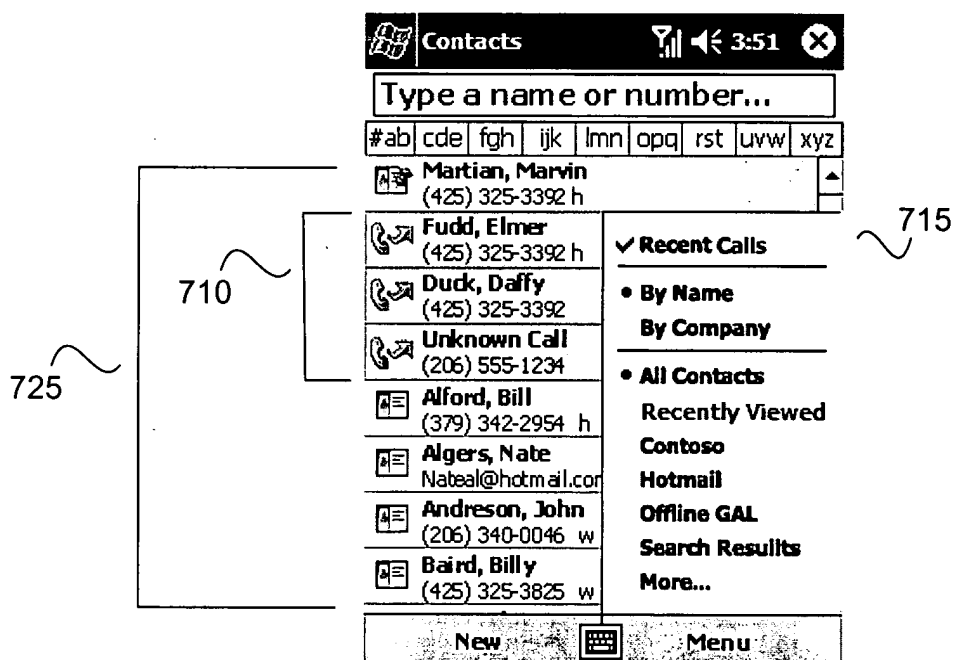 Contacts 3:51
Type a name or number...
#ab cde fgh ijk lmn opq rst uvw xyz
Martian, Marvin
(425) 325-3392 h
Fudd, Elmer
(425) 325-3392 h
Duck, Daffy
(425) 325-3392
Unknown Call
(206) 555-1234
Alford, Bill
(379) 342-2954 h
Algers, Nate
Nateal@hotmail.com
Andreson, John
(206) 340-0046 w
Baird, Billy
(425) 325-3825 w
Recent Calls
By Name
By Company
All Contacts
Recently Viewed
Contoso
Hotmail
Offline GAL
Search Resullts
More...
New Menu
710
715
725